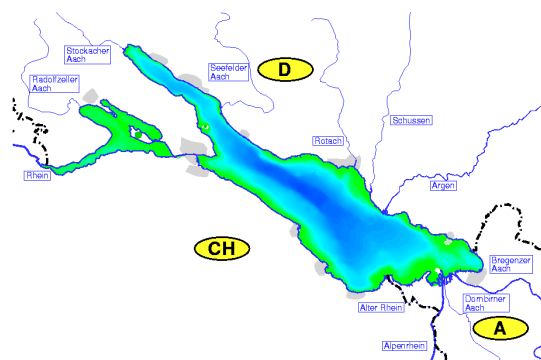 Stockacher
Aach
Seefelder
Aach
D
Radolfzeller
Aach
Schussen
Rotach
Rhein
Argen
CH
Bregenzer
Aach
Dornbirner
Aach
Alter Rhein
A
Alpenrhein